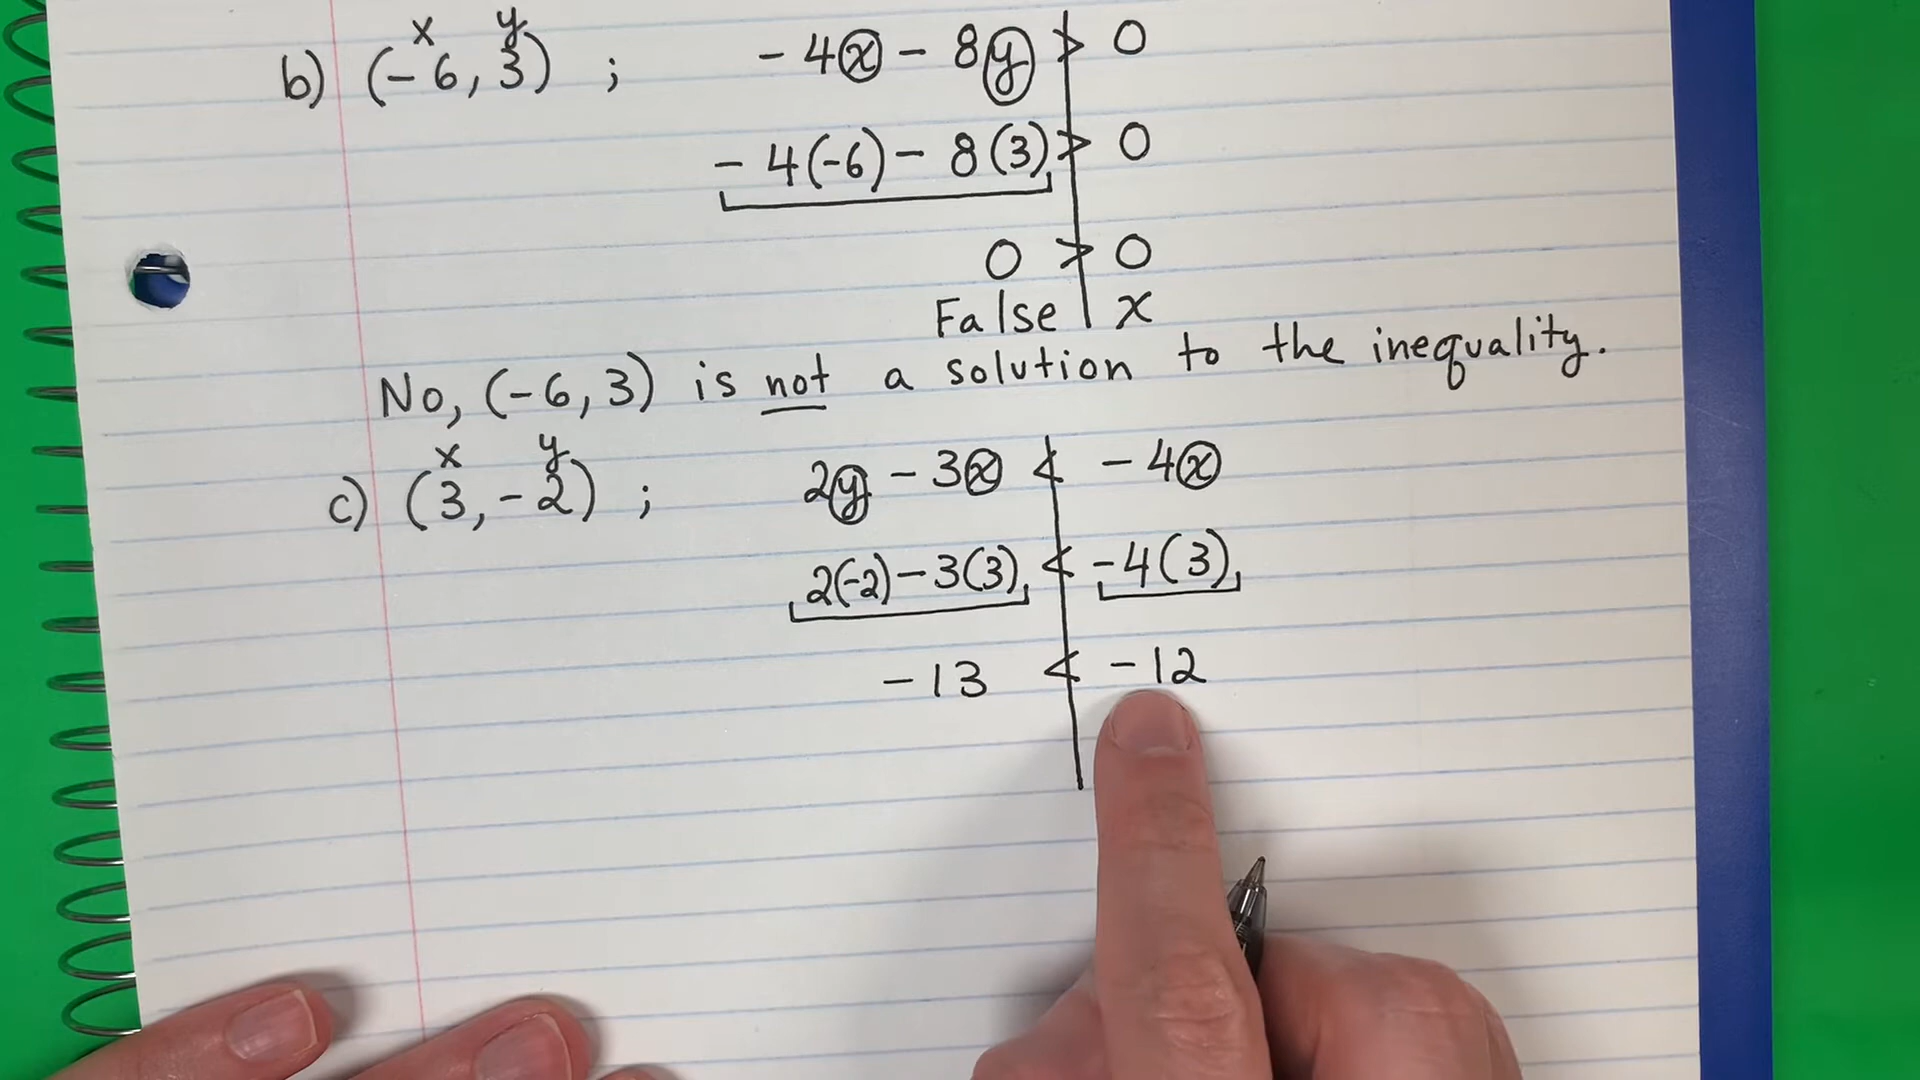 x y
b) (-6, 3) ; -4x - 8y > 0
-4(-6) - 8(3) > 0
0 > 0
False x
No, (-6, 3) is not a solution to the inequality.
x y
c) (3, -2) ; 2y - 3x < -4x
2(-2) - 3(3) < -4(3)
-13 < -12